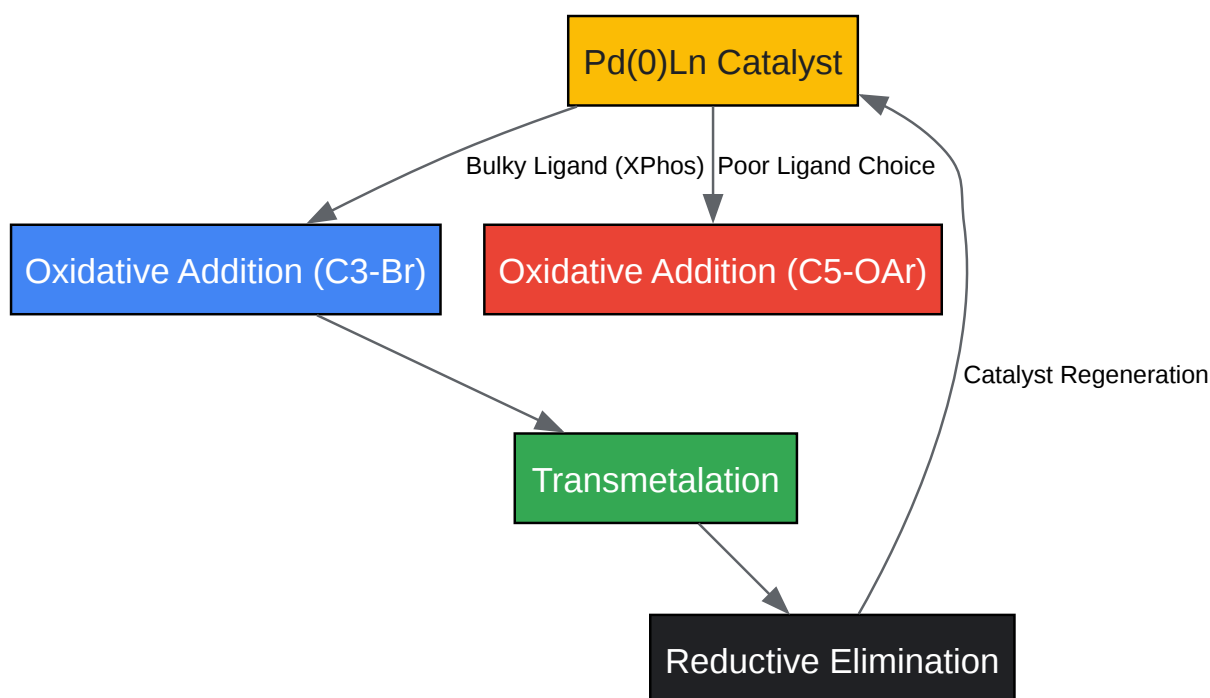 Pd(0)Ln Catalyst
Bulky Ligand (XPhos)
Poor Ligand Choice
Oxidative Addition (C3-Br)
Oxidative Addition (C5-OAr)
Catalyst Regeneration
Transmetalation
Reductive Elimination